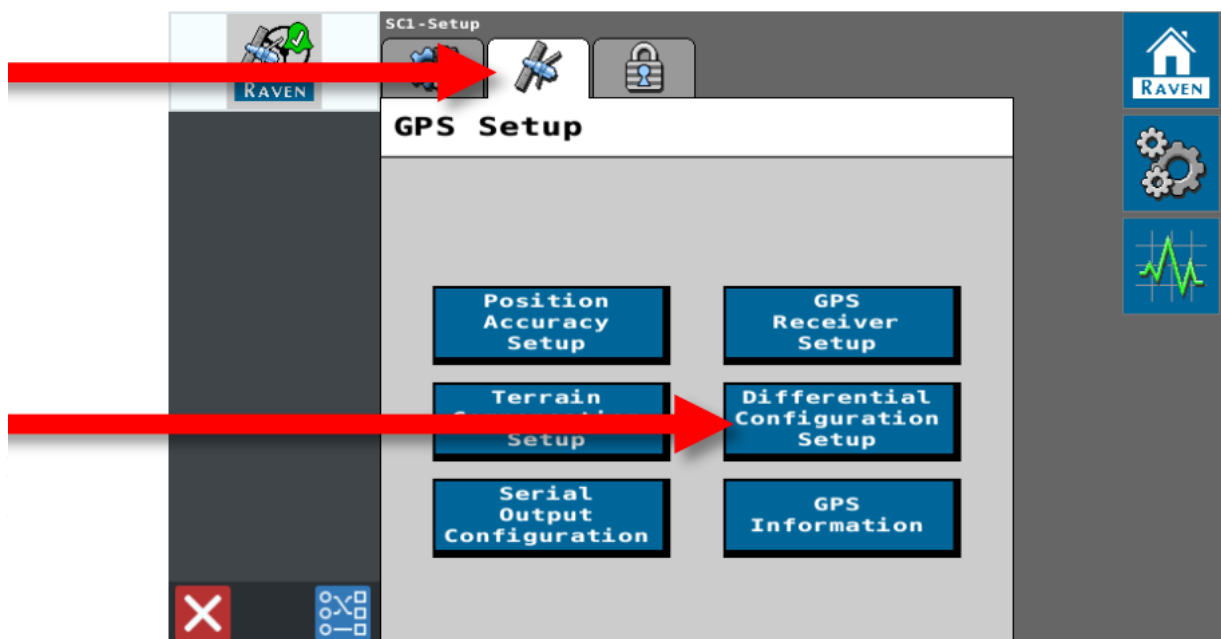 SC1-Setup
RAVEN
RAVEN
GPS Setup
Position
Accuracy
Setup
GPS
Receiver
Setup
Terrain
Setup
Differential
Configuration
Setup
Serial
Output
Configuration
GPS
Information